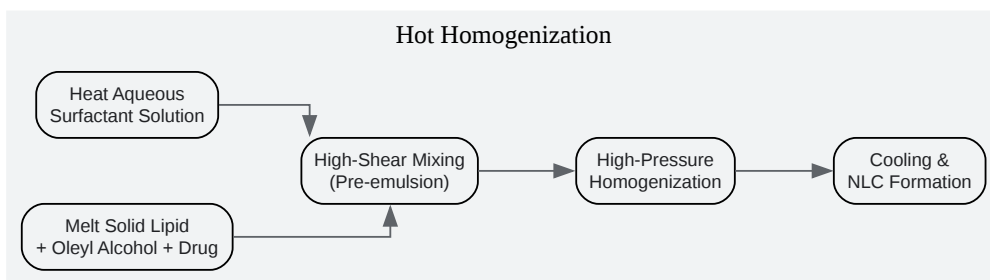 Hot Homogenization
Heat Aqueous
Surfactant Solution
Melt Solid Lipid
+ Oleyl Alcohol + Drug
High-Shear Mixing
(Pre-emulsion)
High-Pressure
Homogenization
Cooling &
NLC Formation